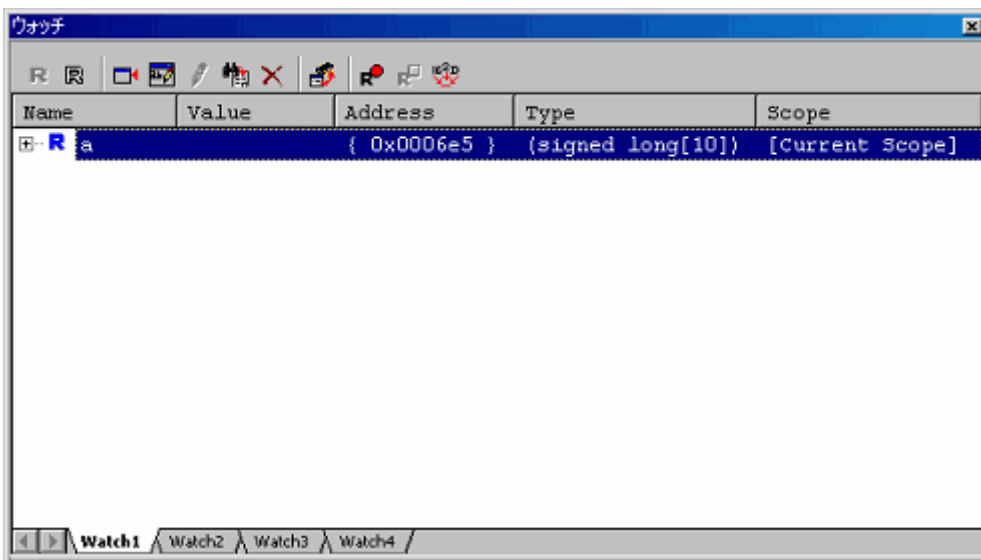 ウォッチ
Name Value Address Type Scope
R a { 0x0006e5 } (signed long[10]) [Current Scope]
Watch1 Watch2 Watch3 Watch4